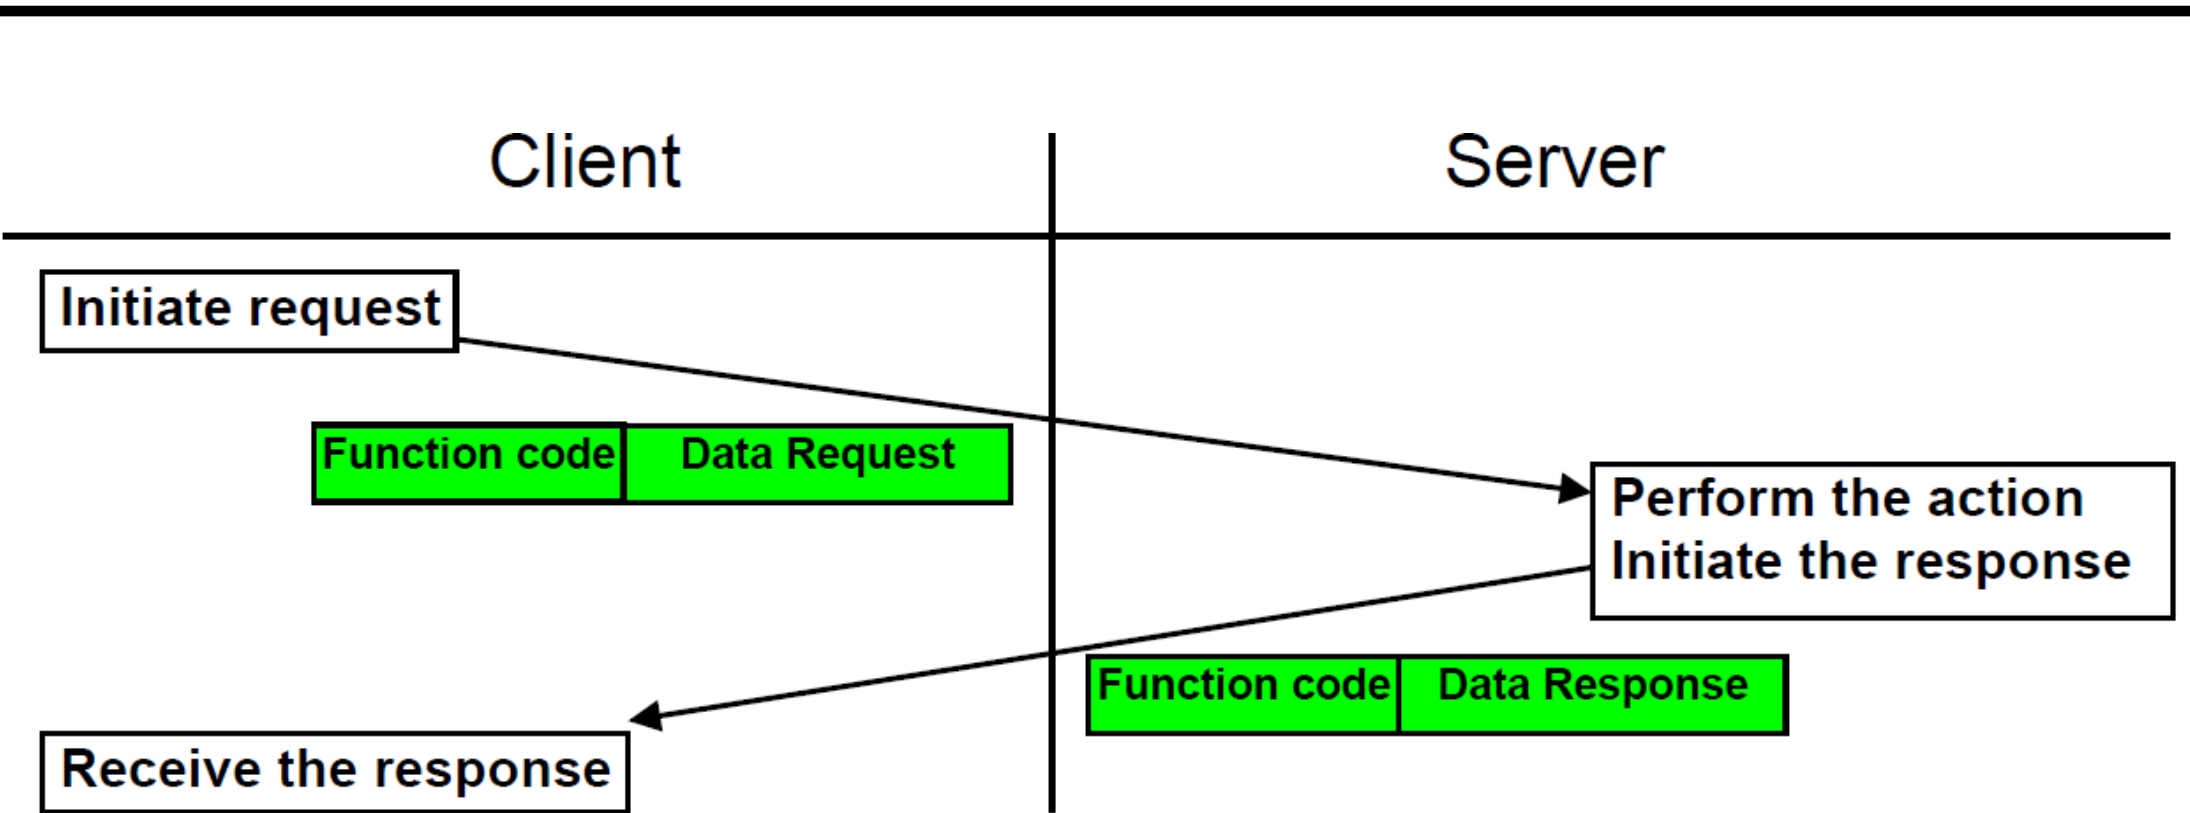 Client
Server
Initiate request
Function code
Data Request
Perform the action
Initiate the response
Function code
Data Response
Receive the response